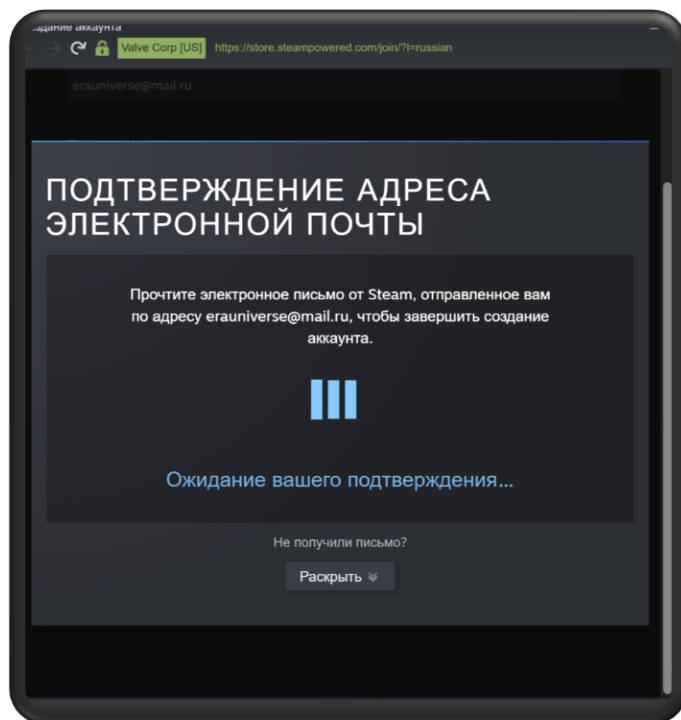 создание аккаунта
Valve Corp [US] https://store.steampowered.com/join/?l=russian
erauniverse@mail.ru
ПОДТВЕРЖДЕНИЕ АДРЕСА
ЭЛЕКТРОННОЙ ПОЧТЫ
Прочтите электронное письмо от Steam, отправленное вам
по адресу erauniverse@mail.ru, чтобы завершить создание
аккаунта.
Ожидание вашего подтверждения...
Не получили письмо?
Раскрыть